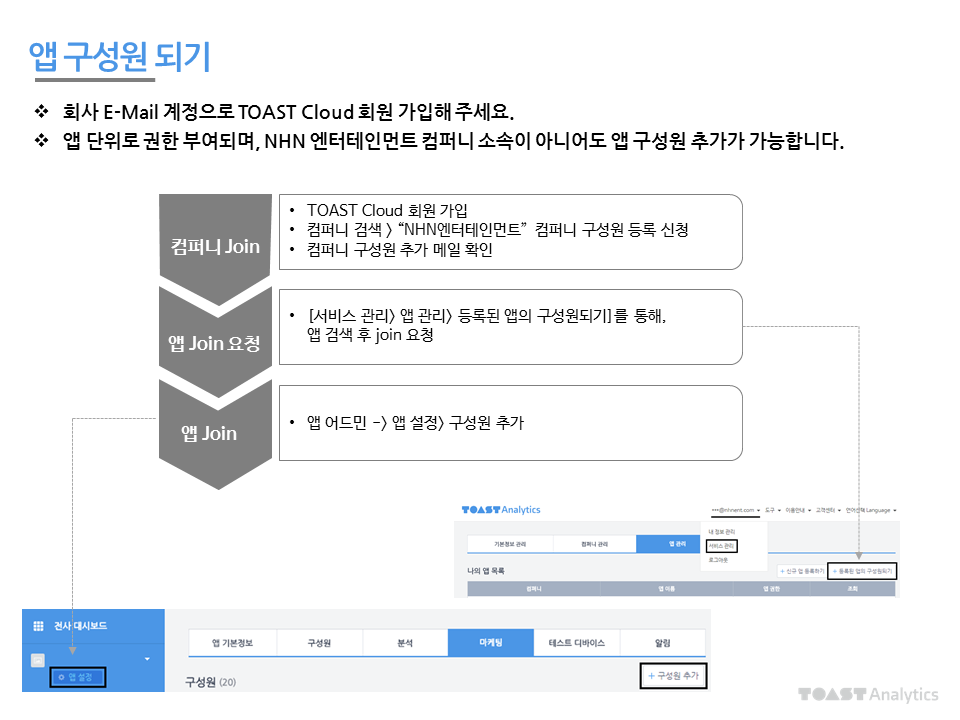 앱 구성원 되기
❖ 회사 E-Mail 계정으로 TOAST Cloud 회원 가입해 주세요.
❖ 앱 단위로 권한 부여되며, NHN 엔터테인먼트 컴퍼니 소속이 아니어도 앱 구성원 추가가 가능합니다.
컴퍼니 Join
• TOAST Cloud 회원 가입
• 컴퍼니 검색 > “NHN엔터테인먼트” 컴퍼니 구성원 등록 신청
• 컴퍼니 구성원 추가 메일 확인
앱 Join 요청
• [서비스 관리> 앱 관리> 등록된 앱의 구성원되기]를 통해,
앱 검색 후 join 요청
앱 Join
• 앱 어드민 -> 앱 설정> 구성원 추가
TOAST Analytics
***@nhnent.com 도구 이용안내 고객센터 언어선택 Language
내 정보 관리
서비스 관리
로그아웃
기본정보 관리 컴퍼니 관리 앱 관리
나의 앱 목록
+ 신규 앱 등록하기 + 등록된 앱의 구성원되기
컴퍼니 앱 이름 앱 권한 조회
전사 대시보드
앱 설정
앱 기본정보 구성원 분석 마케팅 테스트 디바이스 알림
구성원 (20)
+ 구성원 추가
TOAST Analytics